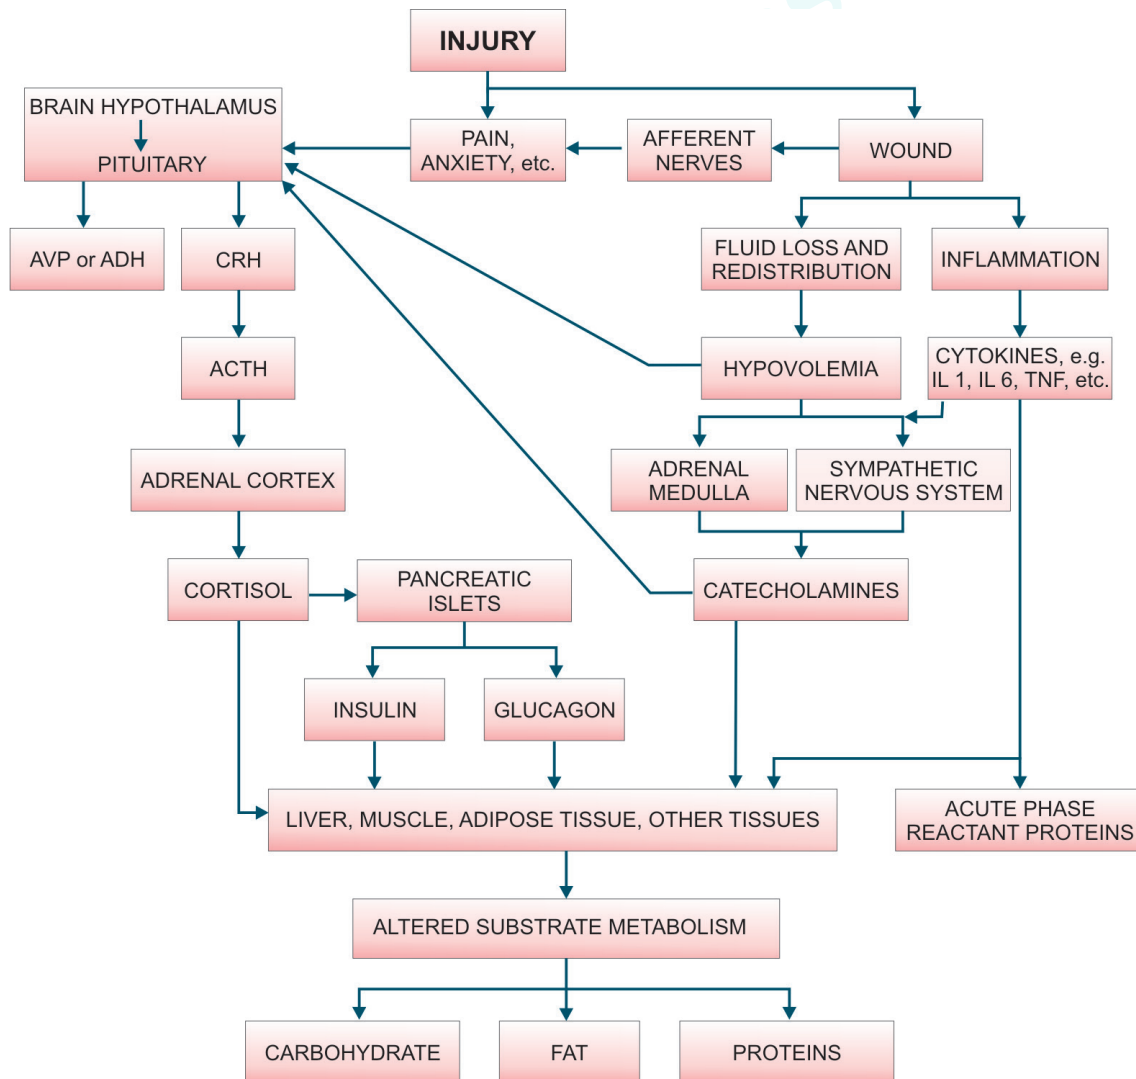 INJURY
BRAIN HYPOTHALAMUS
PITUITARY
PAIN,
ANXIETY, etc.
AFFERENT
NERVES
WOUND
AVP or ADH
CRH
FLUID LOSS AND
REDISTRIBUTION
INFLAMMATION
ACTH
HYPOVOLEMIA
CYTOKINES, e.g.
IL 1, IL 6, TNF, etc.
ADRENAL CORTEX
ADRENAL
MEDULLA
SYMPATHETIC
NERVOUS SYSTEM
CORTISOL
PANCREATIC
ISLETS
CATECHOLAMINES
INSULIN
GLUCAGON
LIVER, MUSCLE, ADIPOSE TISSUE, OTHER TISSUES
ACUTE PHASE
REACTANT PROTEINS
ALTERED SUBSTRATE METABOLISM
CARBOHYDRATE
FAT
PROTEINS